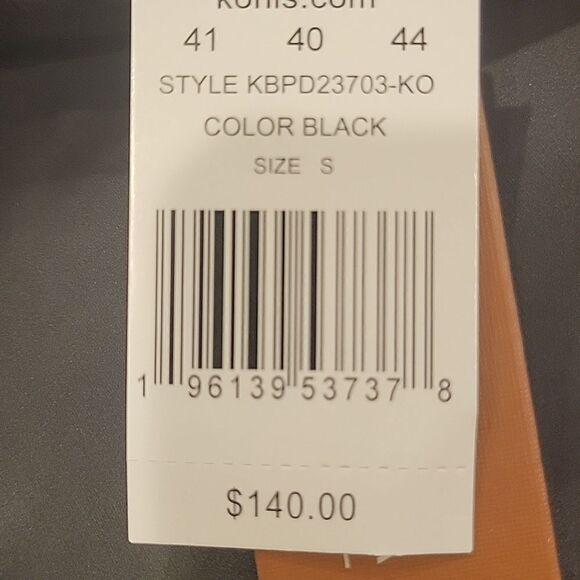 kohls.com
41 40 44
STYLE KBPD23703-KO
COLOR BLACK
SIZE S
1 96139 53737 8
$140.00